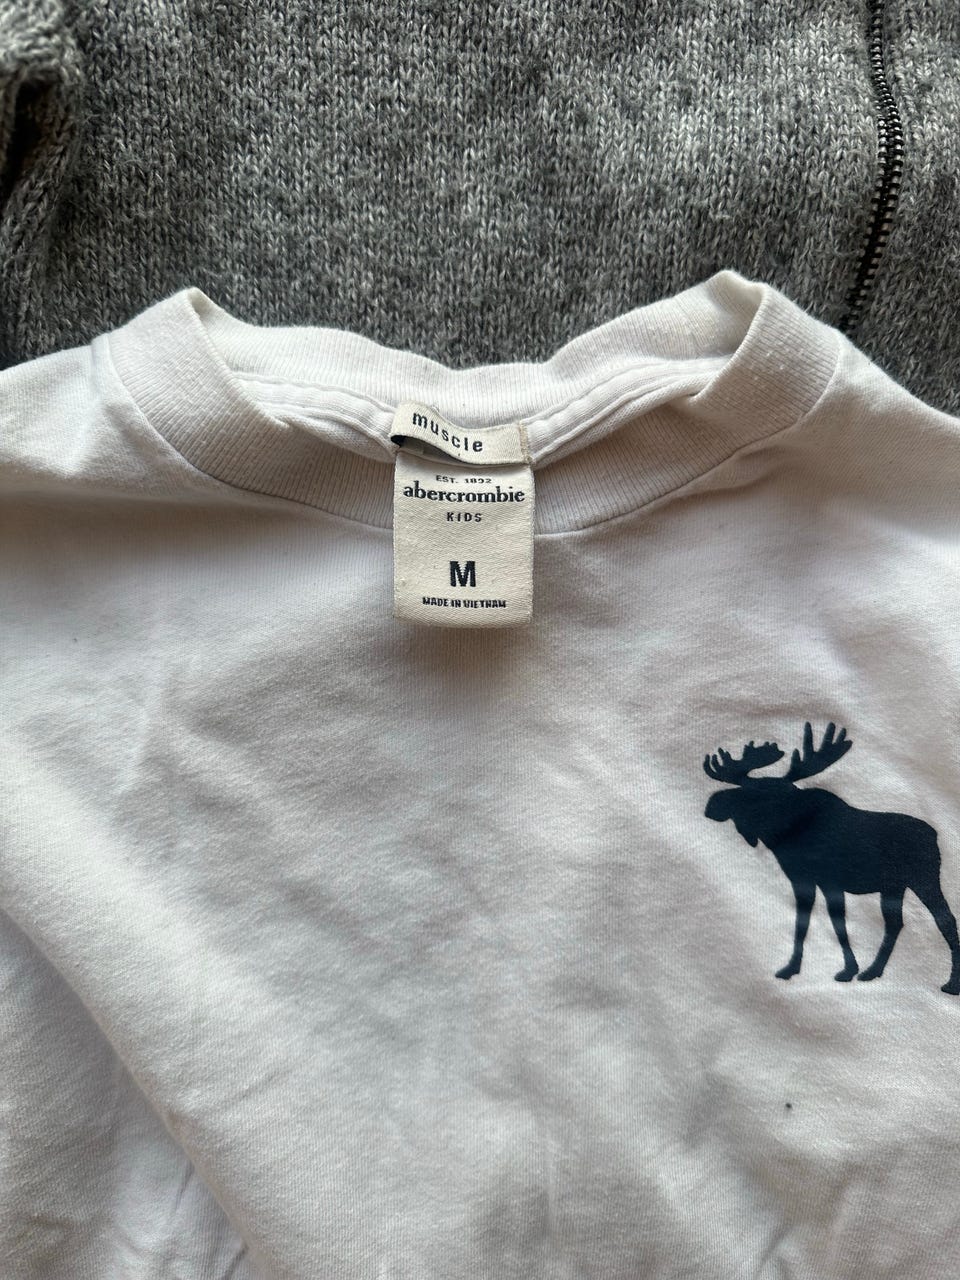 muscle
EST. 1892
abercrombie
KIDS
M
MADE IN VIETNAM